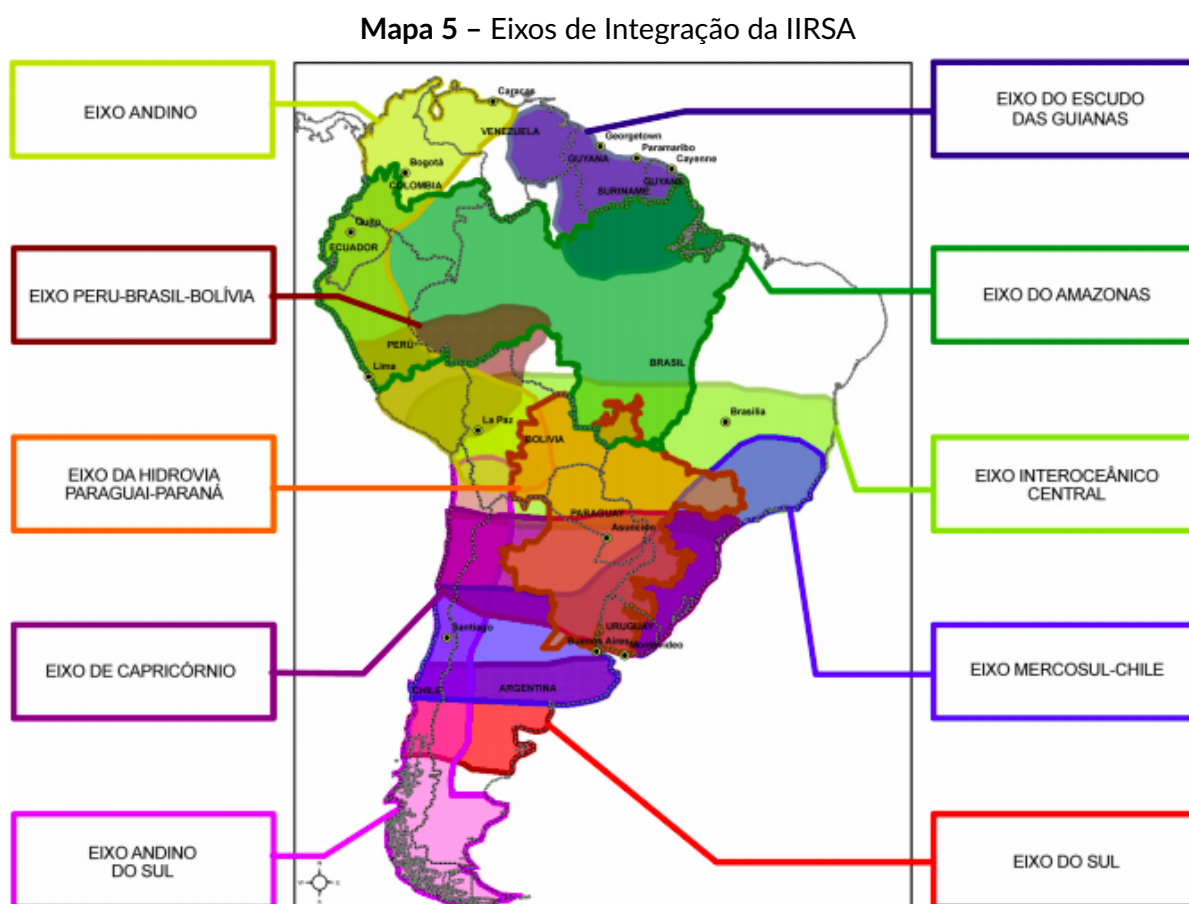 Mapa 5 – Eixos de Integração da IIRSA
EIXO ANDINO
EIXO PERU-BRASIL-BOLÍVIA
EIXO DA HIDROVIA
PARAGUAI-PARANÁ
EIXO DE CAPRICÓRNIO
EIXO ANDINO
DO SUL
Caracas
VENEZUELA
Georgetown
GUYANA
Paramaribo
Cayenne
Bogotá
COLOMBIA
SURINAME
GUYANE
Quito
ECUADOR
PERÚ
Lima
BRASIL
Brasilia
La Paz
BOLIVIA
PARAGUAY
Asunción
URUGUAY
Santiago
Buenos Aires
Montevideo
CHILE
ARGENTINA
EIXO DO ESCUDO
DAS GUIANAS
EIXO DO AMAZONAS
EIXO INTEROCEÂNICO
CENTRAL
EIXO MERCOSUL-CHILE
EIXO DO SUL